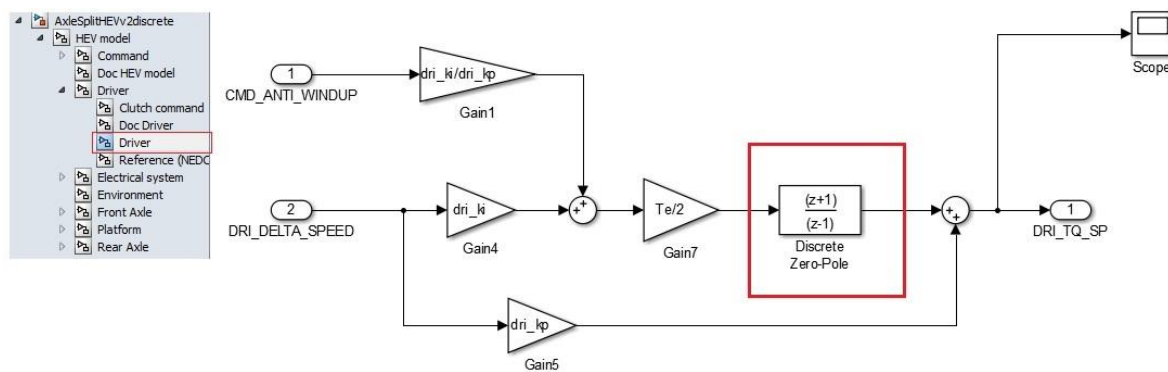 AxleSplitHEVv2discrete
HEV model
Command
Doc HEV model
Driver
Clutch command
Doc Driver
Driver
Reference (NEDC
Electrical system
Environment
Front Axle
Platform
Rear Axle
1
CMD_ANTI_WINDUP
dri_ki/dri_kp
Gain1
2
DRI_DELTA_SPEED
dri_ki
Gain4
++
Te/2
Gain7
(z+1)
(z-1)
Discrete
Zero-Pole
++
1
DRI_TQ_SP
Scope
dri_kp
Gain5